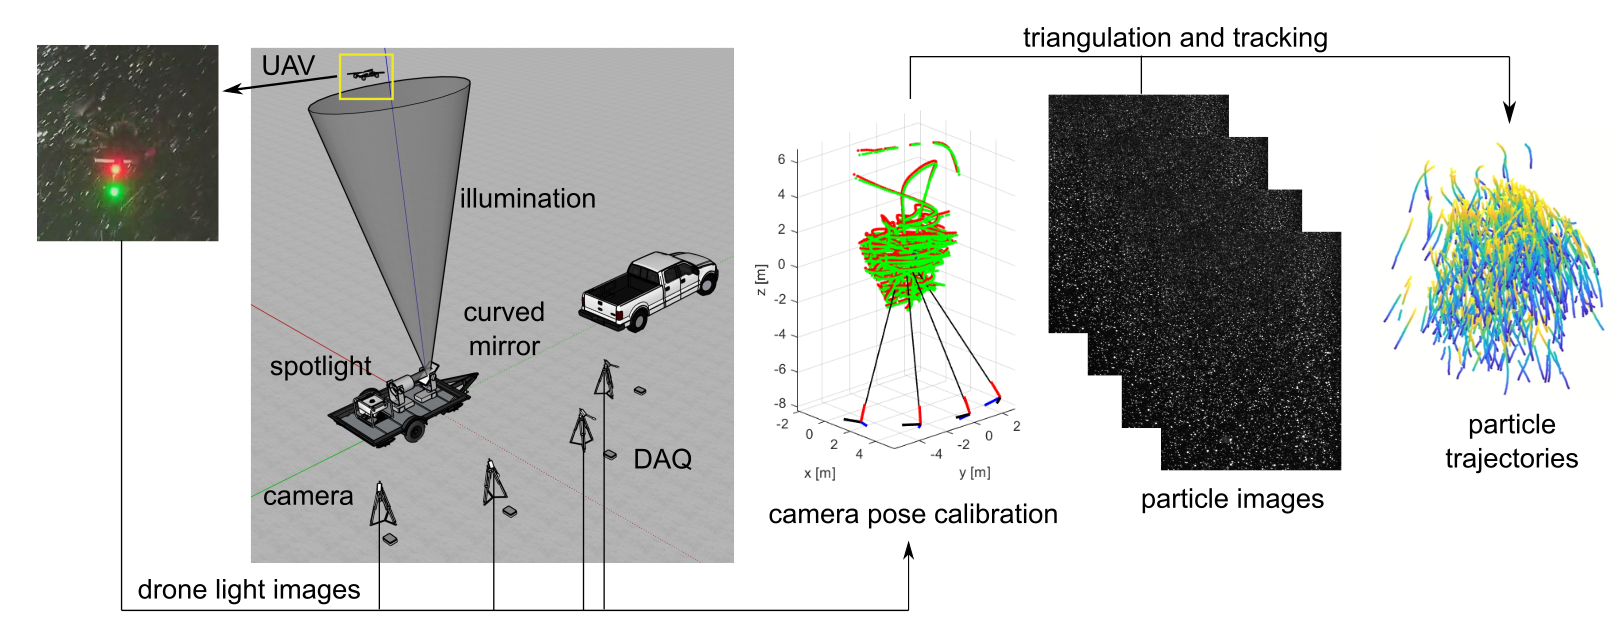 triangulation and tracking
UAV
illumination
curved
mirror
spotlight
camera
DAQ
drone light images
6
4
2
0
-2
-4
-6
-8
z [m]
-2
0
2
4
x [m]
-4
-2
0
2
y [m]
camera pose calibration
particle images
particle
trajectories